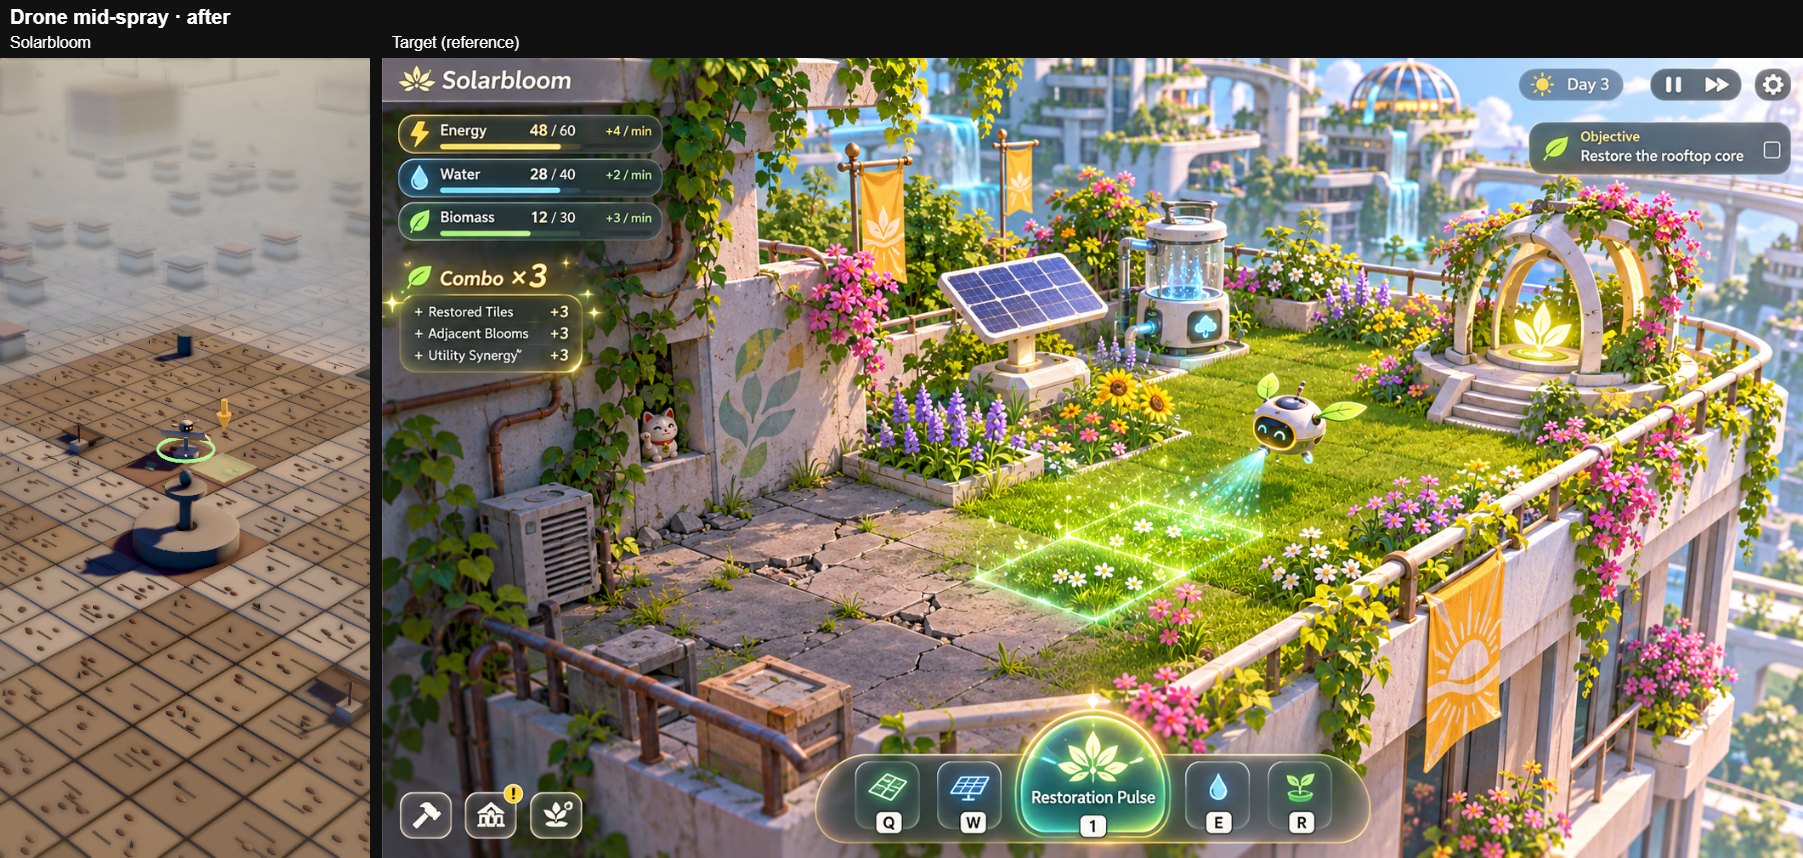 Drone mid-spray · after
Solarbloom
Target (reference)
Solarbloom
Energy 48 / 60 +4 / min
Water 28 / 40 +2 / min
Biomass 12 / 30 +3 / min
Combo ×3
+ Restored Tiles +3
+ Adjacent Blooms +3
+ Utility Synergy +3
Day 3
Objective
Restore the rooftop core
!
Restoration Pulse
Q
W
1
E
R